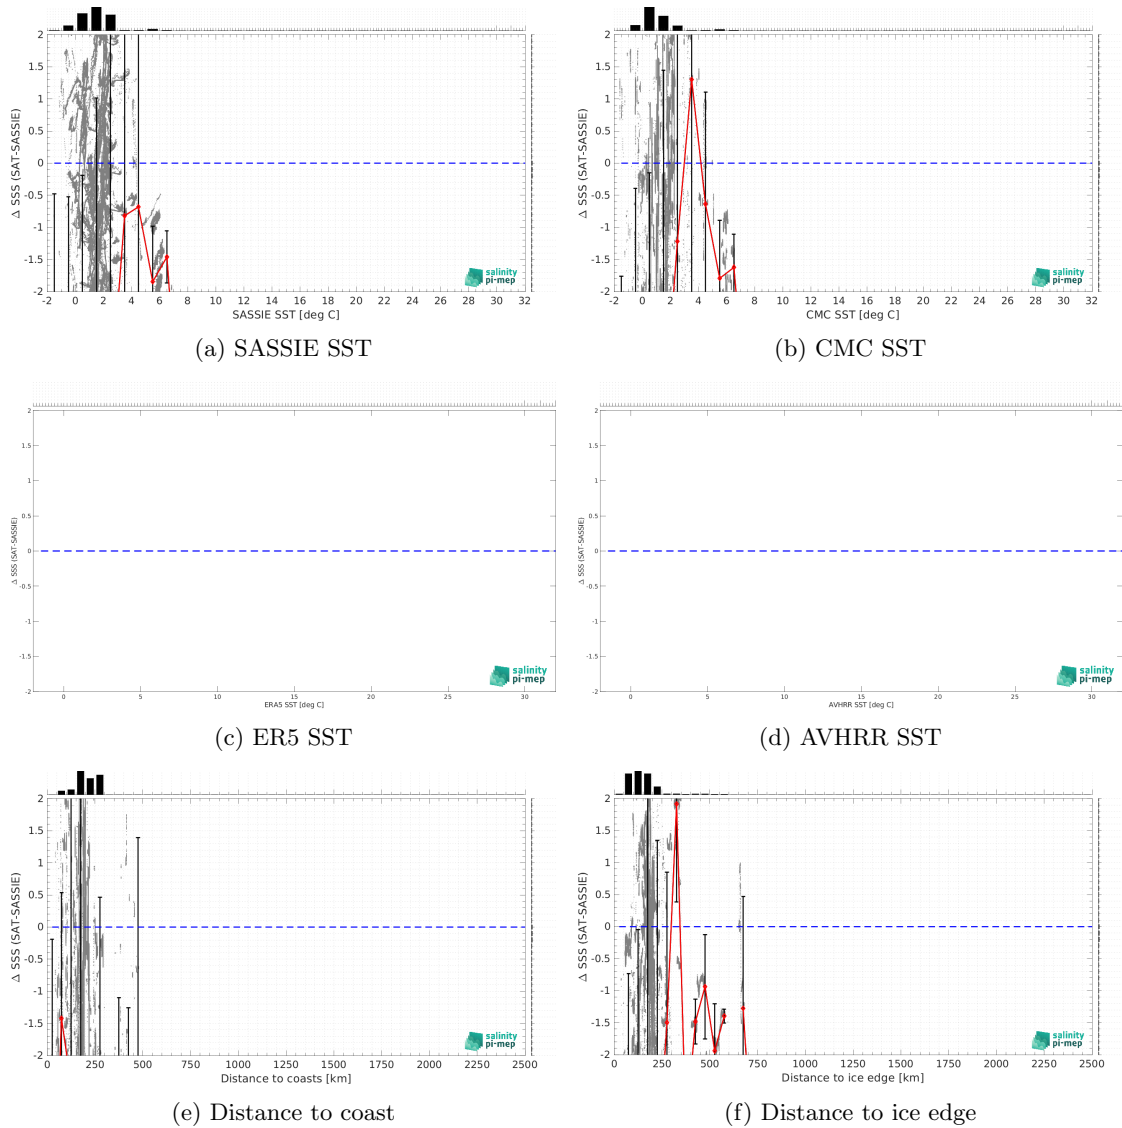 2
1.5
1
0.5
0
-0.5
-1
-1.5
-2
Δ SSS (SAT-SASSIE)
-2 0 2 4 6 8 10 12 14 16 18 20 22 24 26 28 30 32
SASSIE SST [deg C]
salinity
pi-mep
(a) SASSIE SST
2
1.5
1
0.5
0
-0.5
-1
-1.5
-2
Δ SSS (SAT-SASSIE)
-2 0 2 4 6 8 10 12 14 16 18 20 22 24 26 28 30 32
CMC SST [deg C]
salinity
pi-mep
(b) CMC SST
2
1.5
1
0.5
0
-0.5
-1
-1.5
-2
Δ SSS (SAT-SASSIE)
0 5 10 15 20 25 30
ERA5 SST [deg C]
salinity
pi-mep
(c) ER5 SST
2
1.5
1
0.5
0
-0.5
-1
-1.5
-2
Δ SSS (SAT-SASSIE)
0 5 10 15 20 25 30
AVHRR SST [deg C]
salinity
pi-mep
(d) AVHRR SST
2
1.5
1
0.5
0
-0.5
-1
-1.5
-2
Δ SSS (SAT-SASSIE)
0 250 500 750 1000 1250 1500 1750 2000 2250 2500
Distance to coasts [km]
salinity
pi-mep
(e) Distance to coast
2
1.5
1
0.5
0
-0.5
-1
-1.5
-2
Δ SSS (SAT-SASSIE)
0 250 500 750 1000 1250 1500 1750 2000 2250 2500
Distance to ice edge [km]
salinity
pi-mep
(f) Distance to ice edge